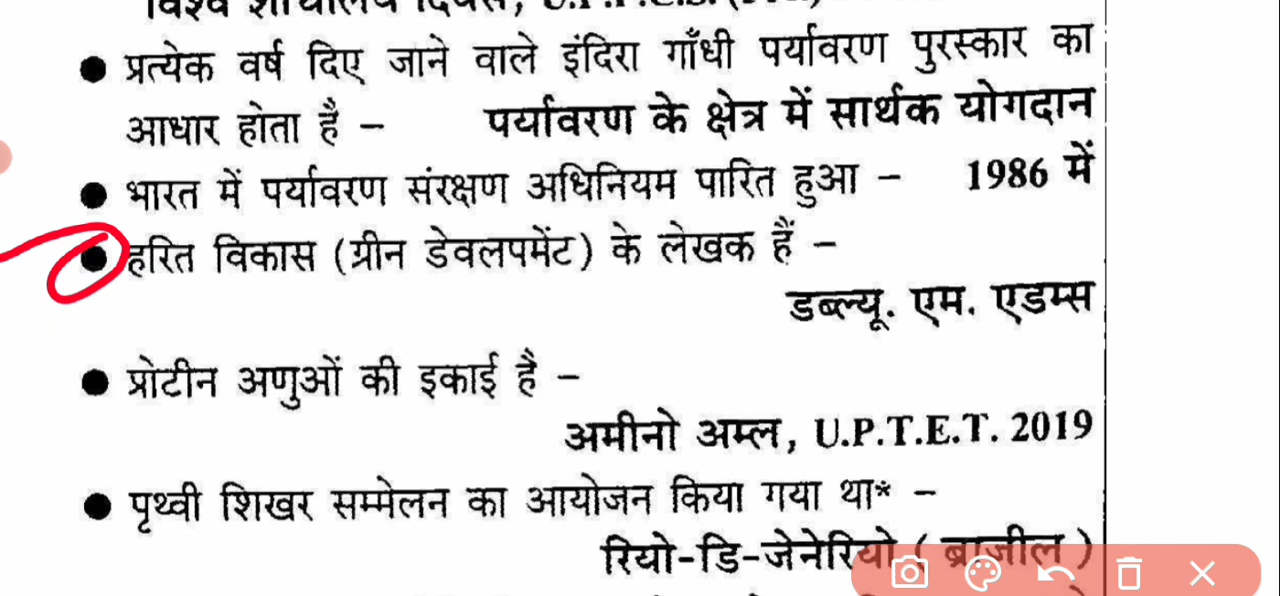 ● प्रत्येक वर्ष दिए जाने वाले इंदिरा गाँधी पर्यावरण पुरस्कार का
आधार होता है – पर्यावरण के क्षेत्र में सार्थक योगदान
● भारत में पर्यावरण संरक्षण अधिनियम पारित हुआ – 1986 में
● हरित विकास (ग्रीन डेवलपमेंट) के लेखक हैं –
डब्ल्यू. एम. एडम्स
● प्रोटीन अणुओं की इकाई है –
अमीनो अम्ल, U.P.T.E.T. 2019
● पृथ्वी शिखर सम्मेलन का आयोजन किया गया था* –
रियो-डि-जेनेरियो ( ब्राजील )